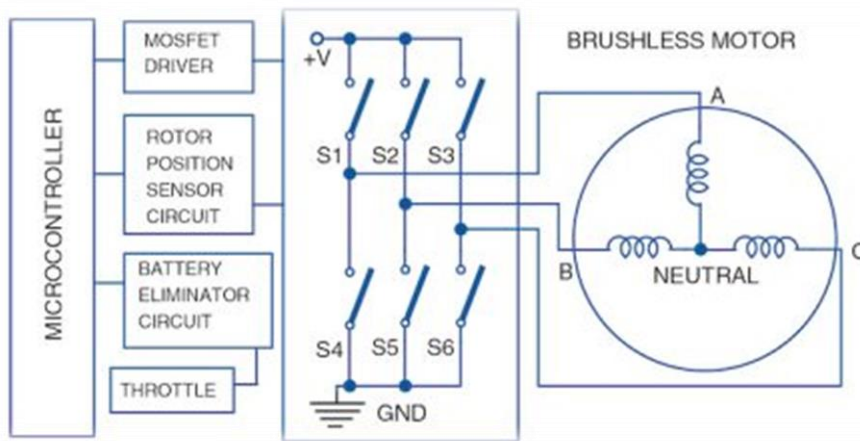 MICROCONTROLLER
MOSFET
DRIVER
ROTOR
POSITION
SENSOR
CIRCUIT
BATTERY
ELIMINATOR
CIRCUIT
THROTTLE
+V
S1
S2
S3
S4
S5
S6
GND
BRUSHLESS MOTOR
A
B
C
NEUTRAL